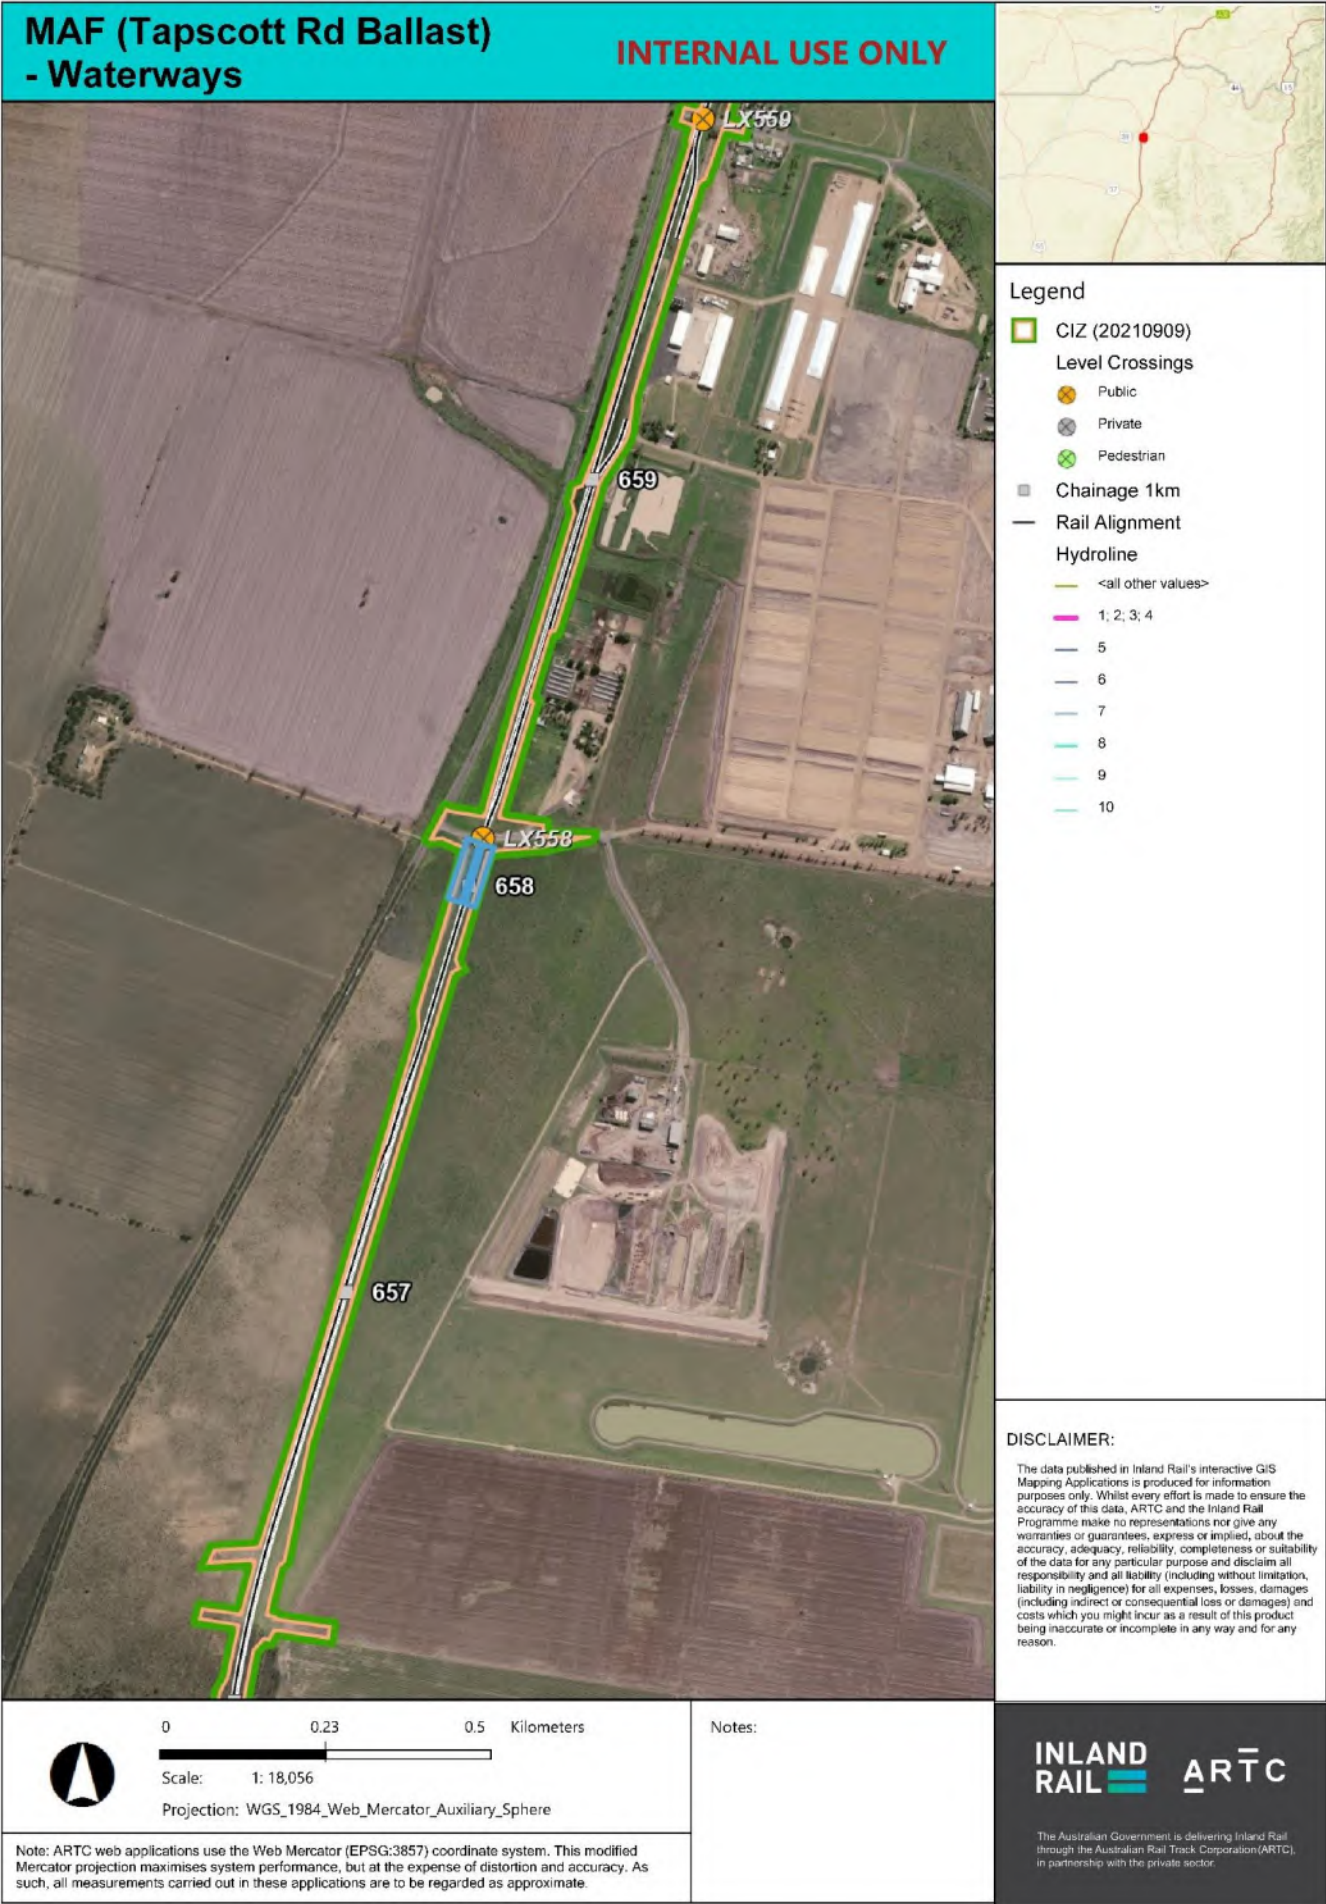 MAF (Tapscott Rd Ballast)
- Waterways
INTERNAL USE ONLY
LX559
659
LX558
658
657
Legend
CIZ (20210909)
Level Crossings
Public
Private
Pedestrian
Chainage 1km
Rail Alignment
Hydroline
<all other values>
1; 2; 3; 4
5
6
7
8
9
10
DISCLAIMER:
The data published in Inland Rail's interactive GIS
Mapping Applications is produced for information
purposes only. Whilst every effort is made to ensure the
accuracy of this data, ARTC and the Inland Rail
Programme make no representations nor give any
warranties or guarantees, express or implied, about the
accuracy, adequacy, reliability, completeness or suitability
of the data for any particular purpose and disclaim all
responsibility and all liability (including without limitation,
liability in negligence) for all expenses, losses, damages
(including indirect or consequential loss or damages) and
costs which you might incur as a result of this product
being inaccurate or incomplete in any way and for any
reason.
0 0.23 0.5 Kilometers
Scale: 1: 18,056
Projection: WGS_1984_Web_Mercator_Auxiliary_Sphere
Notes:
Note: ARTC web applications use the Web Mercator (EPSG:3857) coordinate system. This modified
Mercator projection maximises system performance, but at the expense of distortion and accuracy. As
such, all measurements carried out in these applications are to be regarded as approximate.
INLAND
RAIL
ARTC
The Australian Government is delivering Inland Rail
through the Australian Rail Track Corporation (ARTC),
in partnership with the private sector.